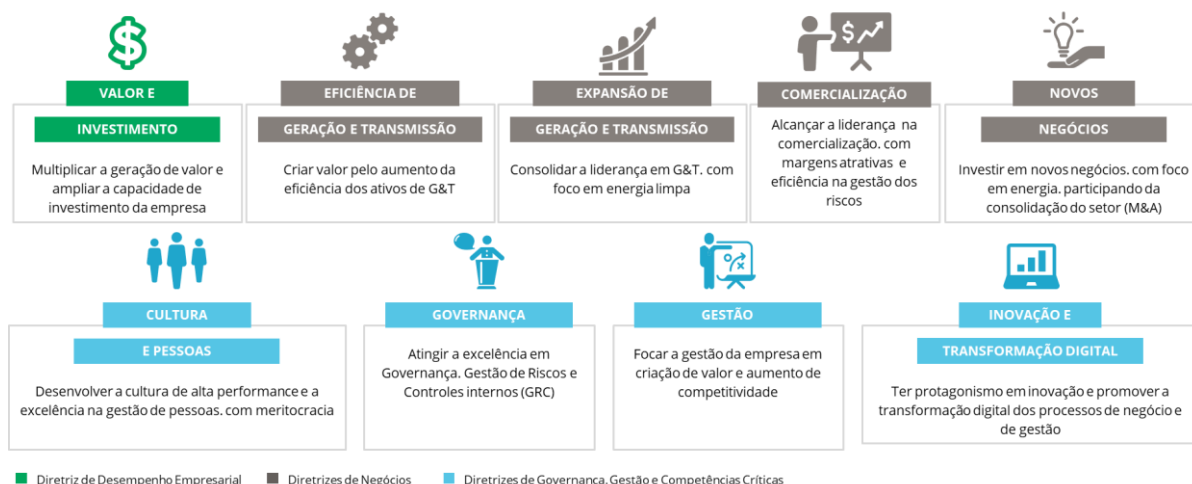 VALOR E
INVESTIMENTO
Multiplicar a geração de valor e
ampliar a capacidade de
investimento da empresa
EFICIÊNCIA DE
GERAÇÃO E TRANSMISSÃO
Criar valor pelo aumento da
eficiência dos ativos de G&T
EXPANSÃO DE
GERAÇÃO E TRANSMISSÃO
Consolidar a liderança em G&T. com
foco em energia limpa
COMERCIALIZAÇÃO
Alcançar a liderança na
comercialização. com
margens atrativas e
eficiência na gestão dos
riscos
NOVOS
NEGÓCIOS
Investir em novos negócios. com foco
em energia. participando da
consolidação do setor (M&A)
CULTURA
E PESSOAS
Desenvolver a cultura de alta performance e a
excelência na gestão de pessoas. com meritocracia
GOVERNANÇA
Atingir a excelência em
Governança. Gestão de Riscos e
Controles internos (GRC)
GESTÃO
Focar a gestão da empresa em
criação de valor e aumento de
competitividade
INOVAÇÃO E
TRANSFORMAÇÃO DIGITAL
Ter protagonismo em inovação e promover a
transformação digital dos processos de negócio e
de gestão
Diretriz de Desempenho Empresarial
Diretrizes de Negócios
Diretrizes de Governança. Gestão e Competências Críticas